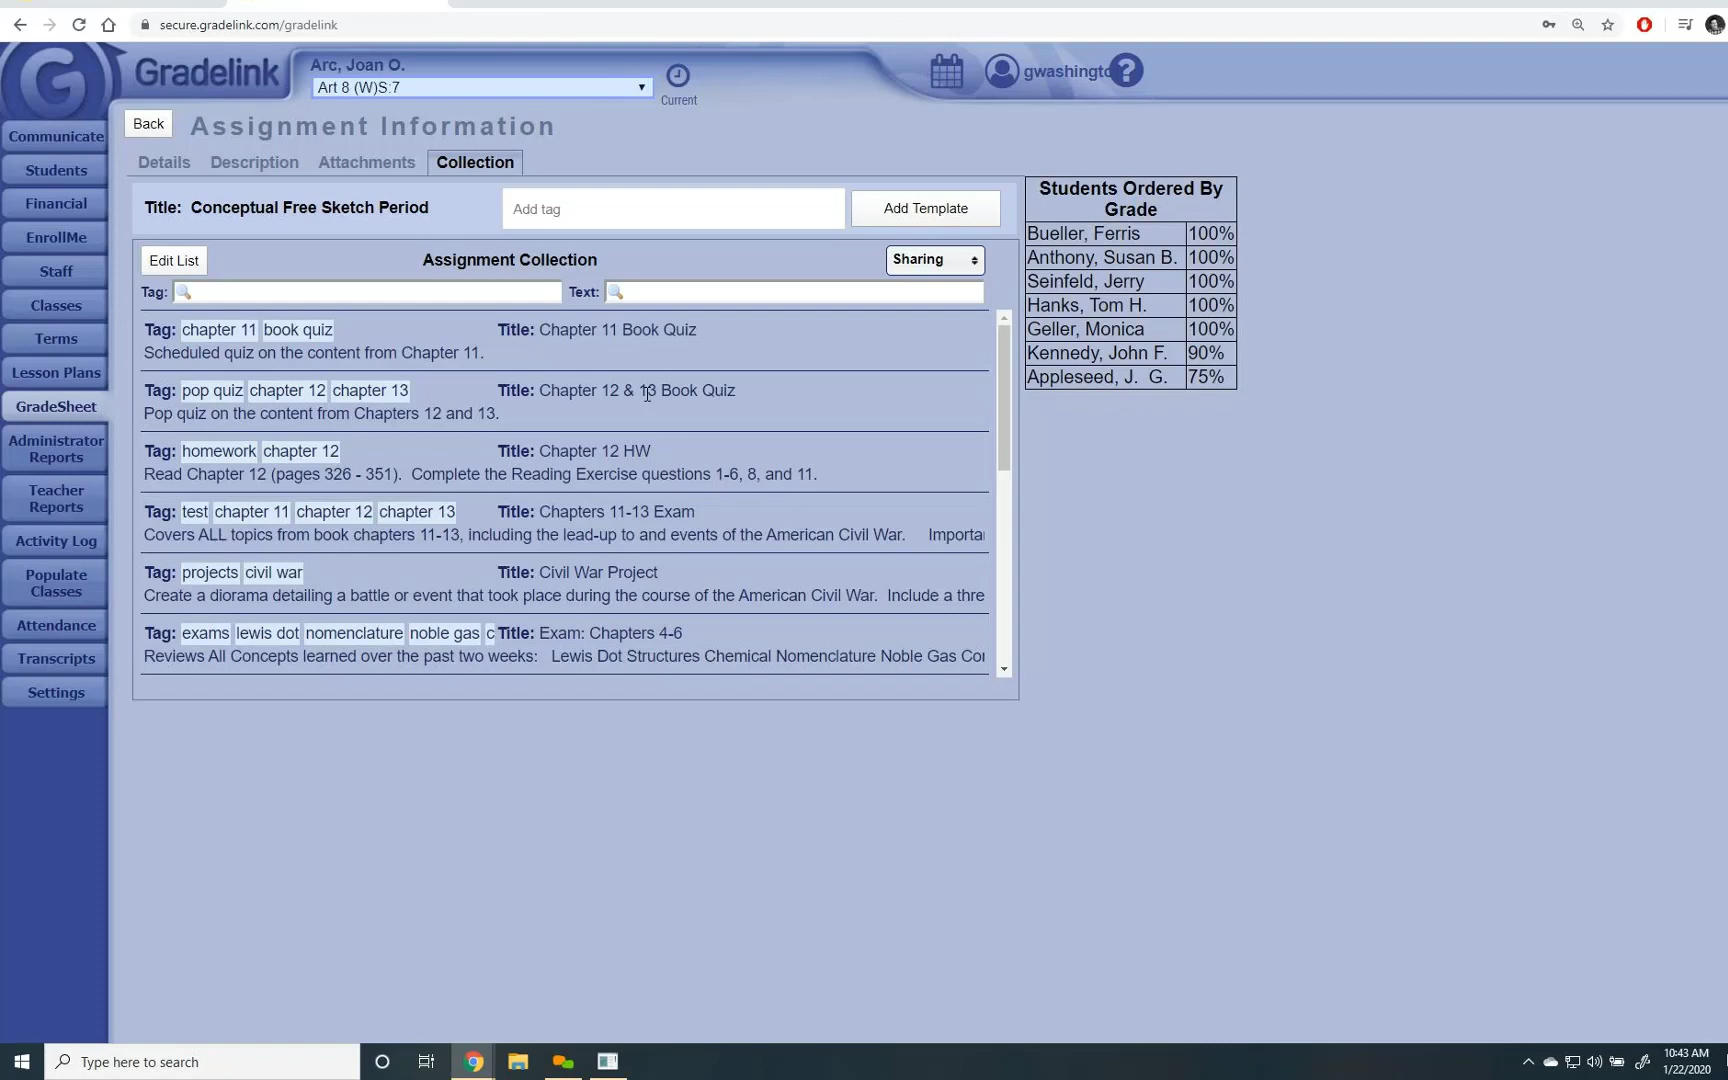 secure.gradelink.com/gradelink
G Gradelink
Arc, Joan O.
Art 8 (W)S:7
Current
gwashingto
?
Back
Assignment Information
Details Description Attachments Collection
Title: Conceptual Free Sketch Period
Add tag
Add Template
Edit List
Assignment Collection
Sharing
Tag:
Text:
Tag: chapter 11 book quiz Title: Chapter 11 Book Quiz
Scheduled quiz on the content from Chapter 11.
Tag: pop quiz chapter 12 chapter 13 Title: Chapter 12 & 13 Book Quiz
Pop quiz on the content from Chapters 12 and 13.
Tag: homework chapter 12 Title: Chapter 12 HW
Read Chapter 12 (pages 326 - 351). Complete the Reading Exercise questions 1-6, 8, and 11.
Tag: test chapter 11 chapter 12 chapter 13 Title: Chapters 11-13 Exam
Covers ALL topics from book chapters 11-13, including the lead-up to and events of the American Civil War. Importa
Tag: projects civil war Title: Civil War Project
Create a diorama detailing a battle or event that took place during the course of the American Civil War. Include a thre
Tag: exams lewis dot nomenclature noble gas c Title: Exam: Chapters 4-6
Reviews All Concepts learned over the past two weeks: Lewis Dot Structures Chemical Nomenclature Noble Gas Co
Students Ordered By
Grade
Bueller, Ferris 100%
Anthony, Susan B. 100%
Seinfeld, Jerry 100%
Hanks, Tom H. 100%
Geller, Monica 100%
Kennedy, John F. 90%
Appleseed, J. G. 75%
Communicate
Students
Financial
EnrollMe
Staff
Classes
Terms
Lesson Plans
GradeSheet
Administrator
Reports
Teacher
Reports
Activity Log
Populate
Classes
Attendance
Transcripts
Settings
Type here to search
10:43 AM
1/22/2020